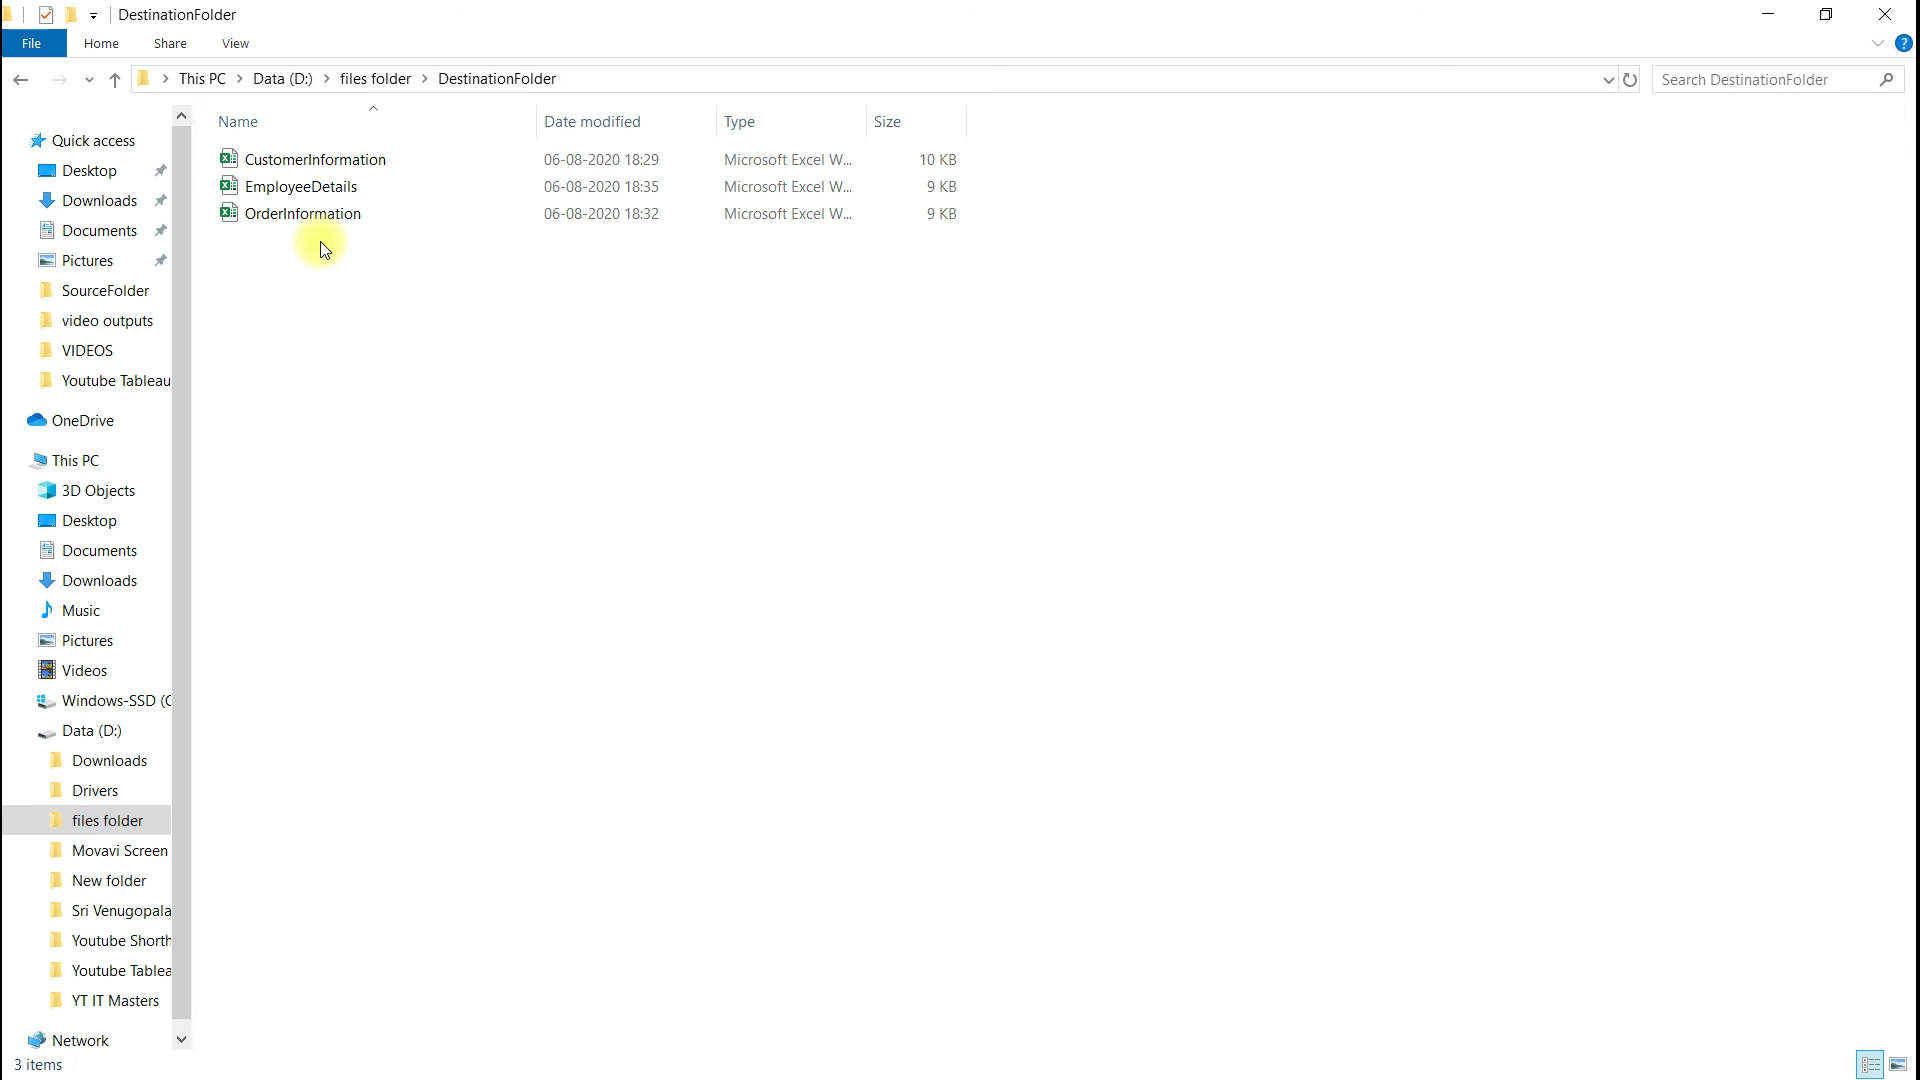 DestinationFolder
File Home Share View
This PC > Data (D:) > files folder > DestinationFolder
Search DestinationFolder
Name Date modified Type Size
CustomerInformation 06-08-2020 18:29 Microsoft Excel W... 10 KB
EmployeeDetails 06-08-2020 18:35 Microsoft Excel W... 9 KB
OrderInformation 06-08-2020 18:32 Microsoft Excel W... 9 KB
Quick access
Desktop
Downloads
Documents
Pictures
SourceFolder
video outputs
VIDEOS
Youtube Tableau
OneDrive
This PC
3D Objects
Desktop
Documents
Downloads
Music
Pictures
Videos
Windows-SSD (C
Data (D:)
Downloads
Drivers
files folder
Movavi Screen
New folder
Sri Venugopala
Youtube Shorth
Youtube Tablea
YT IT Masters
Network
3 items